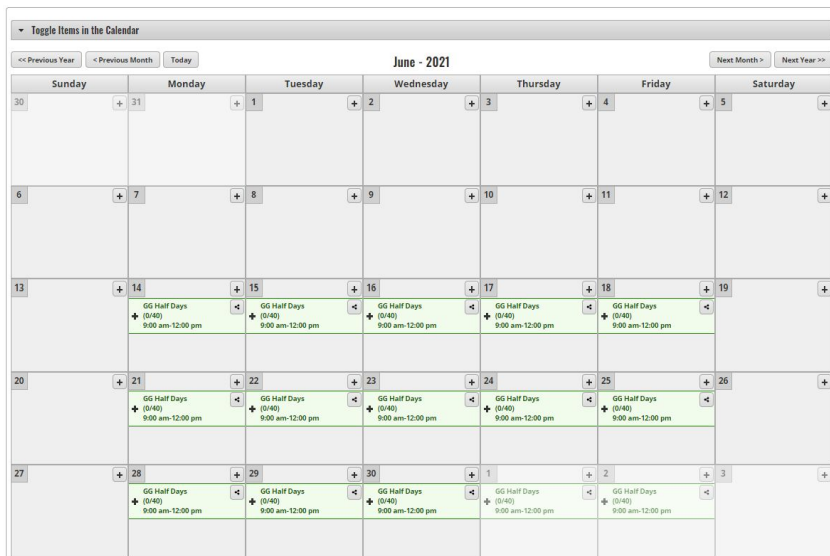 Toggle Items in the Calendar
<< Previous Year < Previous Month Today June - 2021 Next Month > Next Year >>
Sunday Monday Tuesday Wednesday Thursday Friday Saturday
30 + 31 + 1 + 2 + 3 + 4 + 5 +
6 + 7 + 8 + 9 + 10 + 11 + 12 +
13 + 14 + 15 + 16 + 17 + 18 + 19 +
GG Half Days GG Half Days GG Half Days GG Half Days GG Half Days
+ (0/40) + (0/40) + (0/40) + (0/40) + (0/40)
9:00 am-12:00 pm 9:00 am-12:00 pm 9:00 am-12:00 pm 9:00 am-12:00 pm 9:00 am-12:00 pm
20 + 21 + 22 + 23 + 24 + 25 + 26 +
GG Half Days GG Half Days GG Half Days GG Half Days GG Half Days
+ (0/40) + (0/40) + (0/40) + (0/40) + (0/40)
9:00 am-12:00 pm 9:00 am-12:00 pm 9:00 am-12:00 pm 9:00 am-12:00 pm 9:00 am-12:00 pm
27 + 28 + 29 + 30 + 1 + 2 + 3 +
GG Half Days GG Half Days GG Half Days GG Half Days GG Half Days
+ (0/40) + (0/40) + (0/40) + (0/40) + (0/40)
9:00 am-12:00 pm 9:00 am-12:00 pm 9:00 am-12:00 pm 9:00 am-12:00 pm 9:00 am-12:00 pm